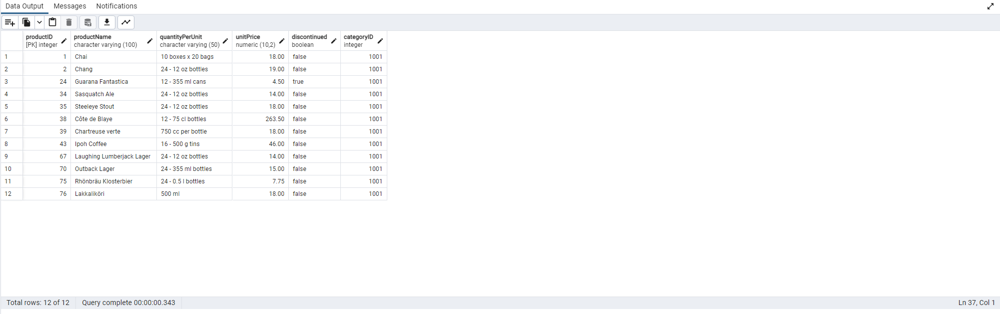 Data Output Messages Notifications
productID productName quantityPerUnit unitPrice discontinued categoryID
[PK] integer character varying (100) character varying (50) numeric (10,2) boolean integer
1 1 Chai 10 boxes x 20 bags 18.00 false 1001
2 2 Chang 24 - 12 oz bottles 19.00 false 1001
3 24 Guarana Fantastica 12 - 355 ml cans 4.50 true 1001
4 34 Sasquatch Ale 24 - 12 oz bottles 14.00 false 1001
5 35 Steeleye Stout 24 - 12 oz bottles 18.00 false 1001
6 38 Côte de Blaye 12 - 75 cl bottles 263.50 false 1001
7 39 Chartreuse verte 750 cc per bottle 18.00 false 1001
8 43 Ipoh Coffee 16 - 500 g tins 46.00 false 1001
9 67 Laughing Lumberjack Lager 24 - 12 oz bottles 14.00 false 1001
10 70 Outback Lager 24 - 355 ml bottles 15.00 false 1001
11 75 Rhönbräu Klosterbier 24 - 0.5 l bottles 7.75 false 1001
12 76 Lakkalikööri 500 ml 18.00 false 1001
Total rows: 12 of 12 Query complete 00:00:00.343 Ln 37, Col 1